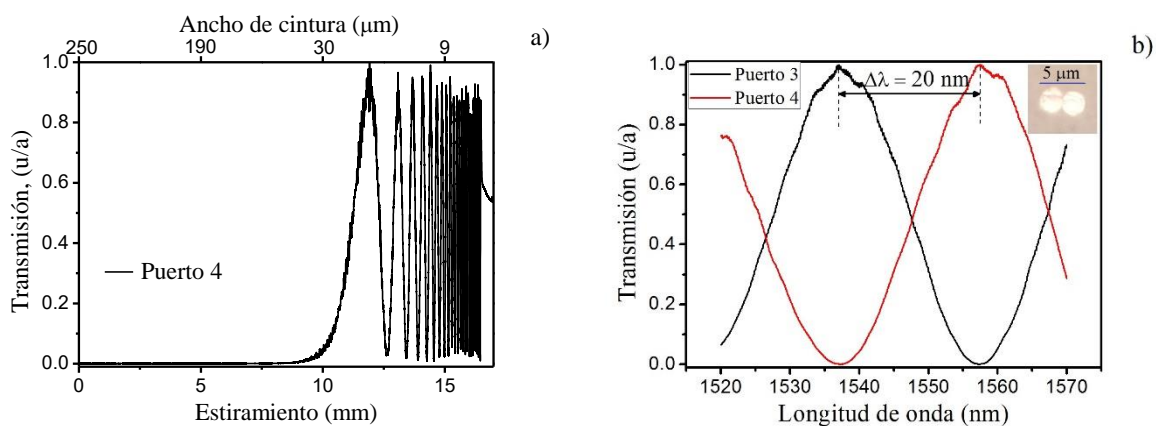 Ancho de cintura (μm)
250 190 30 9
a)
1.0
0.8
0.6
0.4
0.2
0.0
Transmisión, (u/a)
Puerto 4
0 5 10 15
Estiramiento (mm)
b)
1.0
0.8
0.6
0.4
0.2
0.0
Transmisión (u/a)
Puerto 3
Puerto 4
Δλ = 20 nm
5 μm
1520 1530 1540 1550 1560 1570
Longitud de onda (nm)